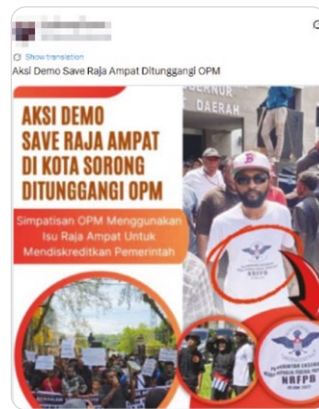 Show translation
Aksi Demo Save Raja Ampat Ditunggangi OPM
AKSI DEMO
SAVE RAJA AMPAT
DI KOTA SORONG
DITUNGGANGI OPM
Simpatisan OPM Menggunakan
Isu Raja Ampat Untuk
Mendiskreditkan Pemerintah
DAERAH
NRFPB
NRFPB